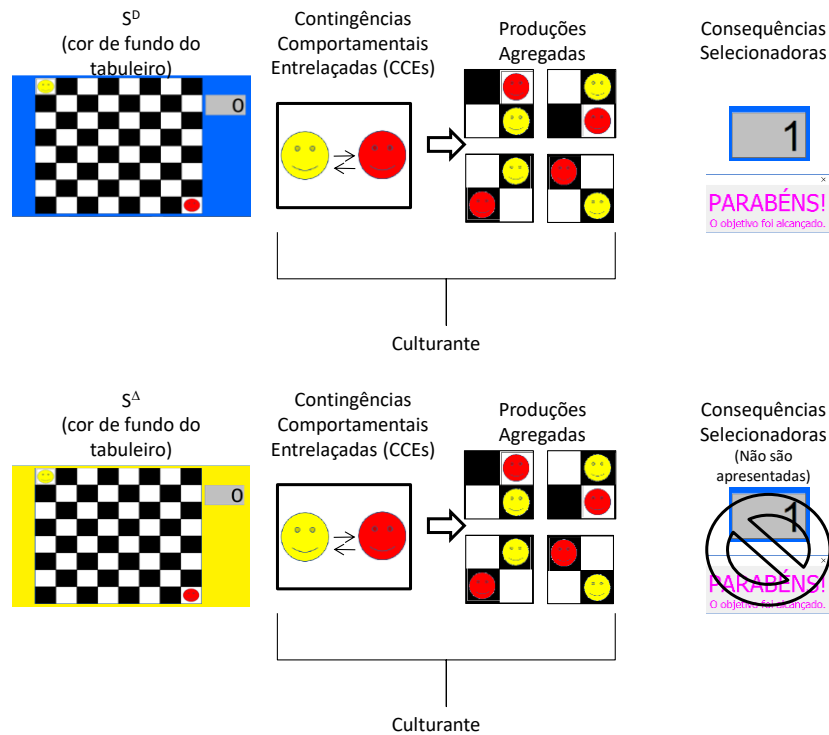 S^D
(cor de fundo do
tabuleiro)
0
Contingências
Comportamentais
Entrelaçadas (CCEs)
Produções
Agregadas
Consequências
Selecionadoras
1
×
PARABÉNS!
O objetivo foi alcançado.
Culturante
S^Δ
(cor de fundo do
tabuleiro)
0
Contingências
Comportamentais
Entrelaçadas (CCEs)
Produções
Agregadas
Consequências
Selecionadoras
(Não são
apresentadas)
1
×
PARABÉNS!
O objetivo foi alcançado.
Culturante